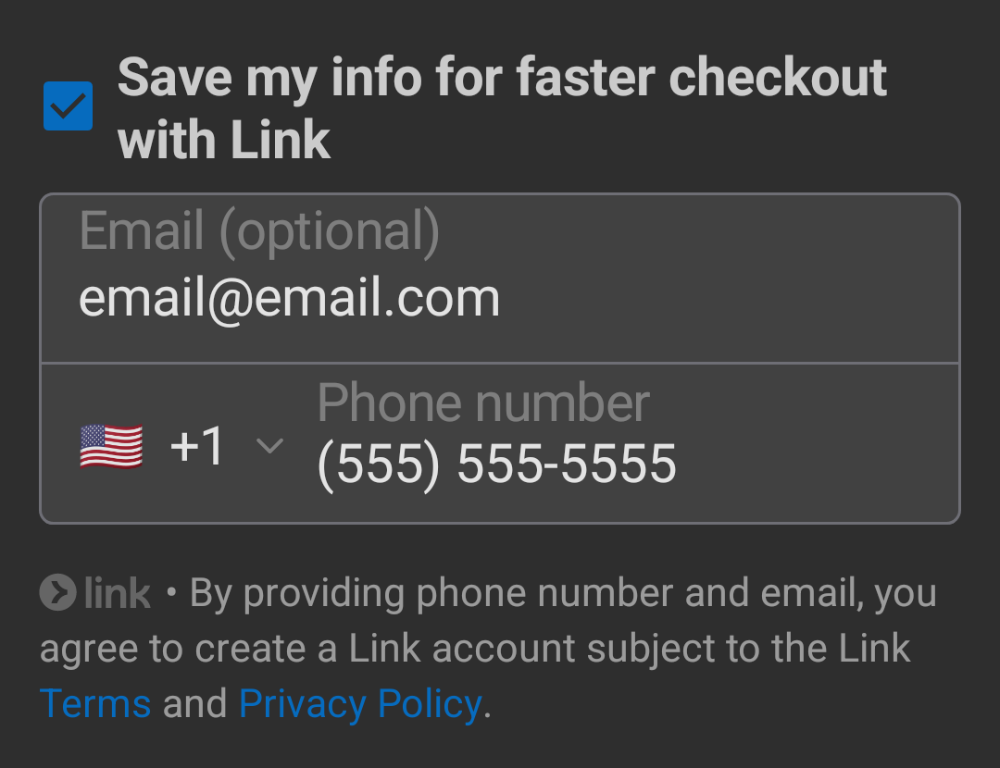 Save my info for faster checkout
with Link
Email (optional)
email@email.com
Phone number
+1 (555) 555-5555
link • By providing phone number and email, you
agree to create a Link account subject to the Link
Terms and Privacy Policy.